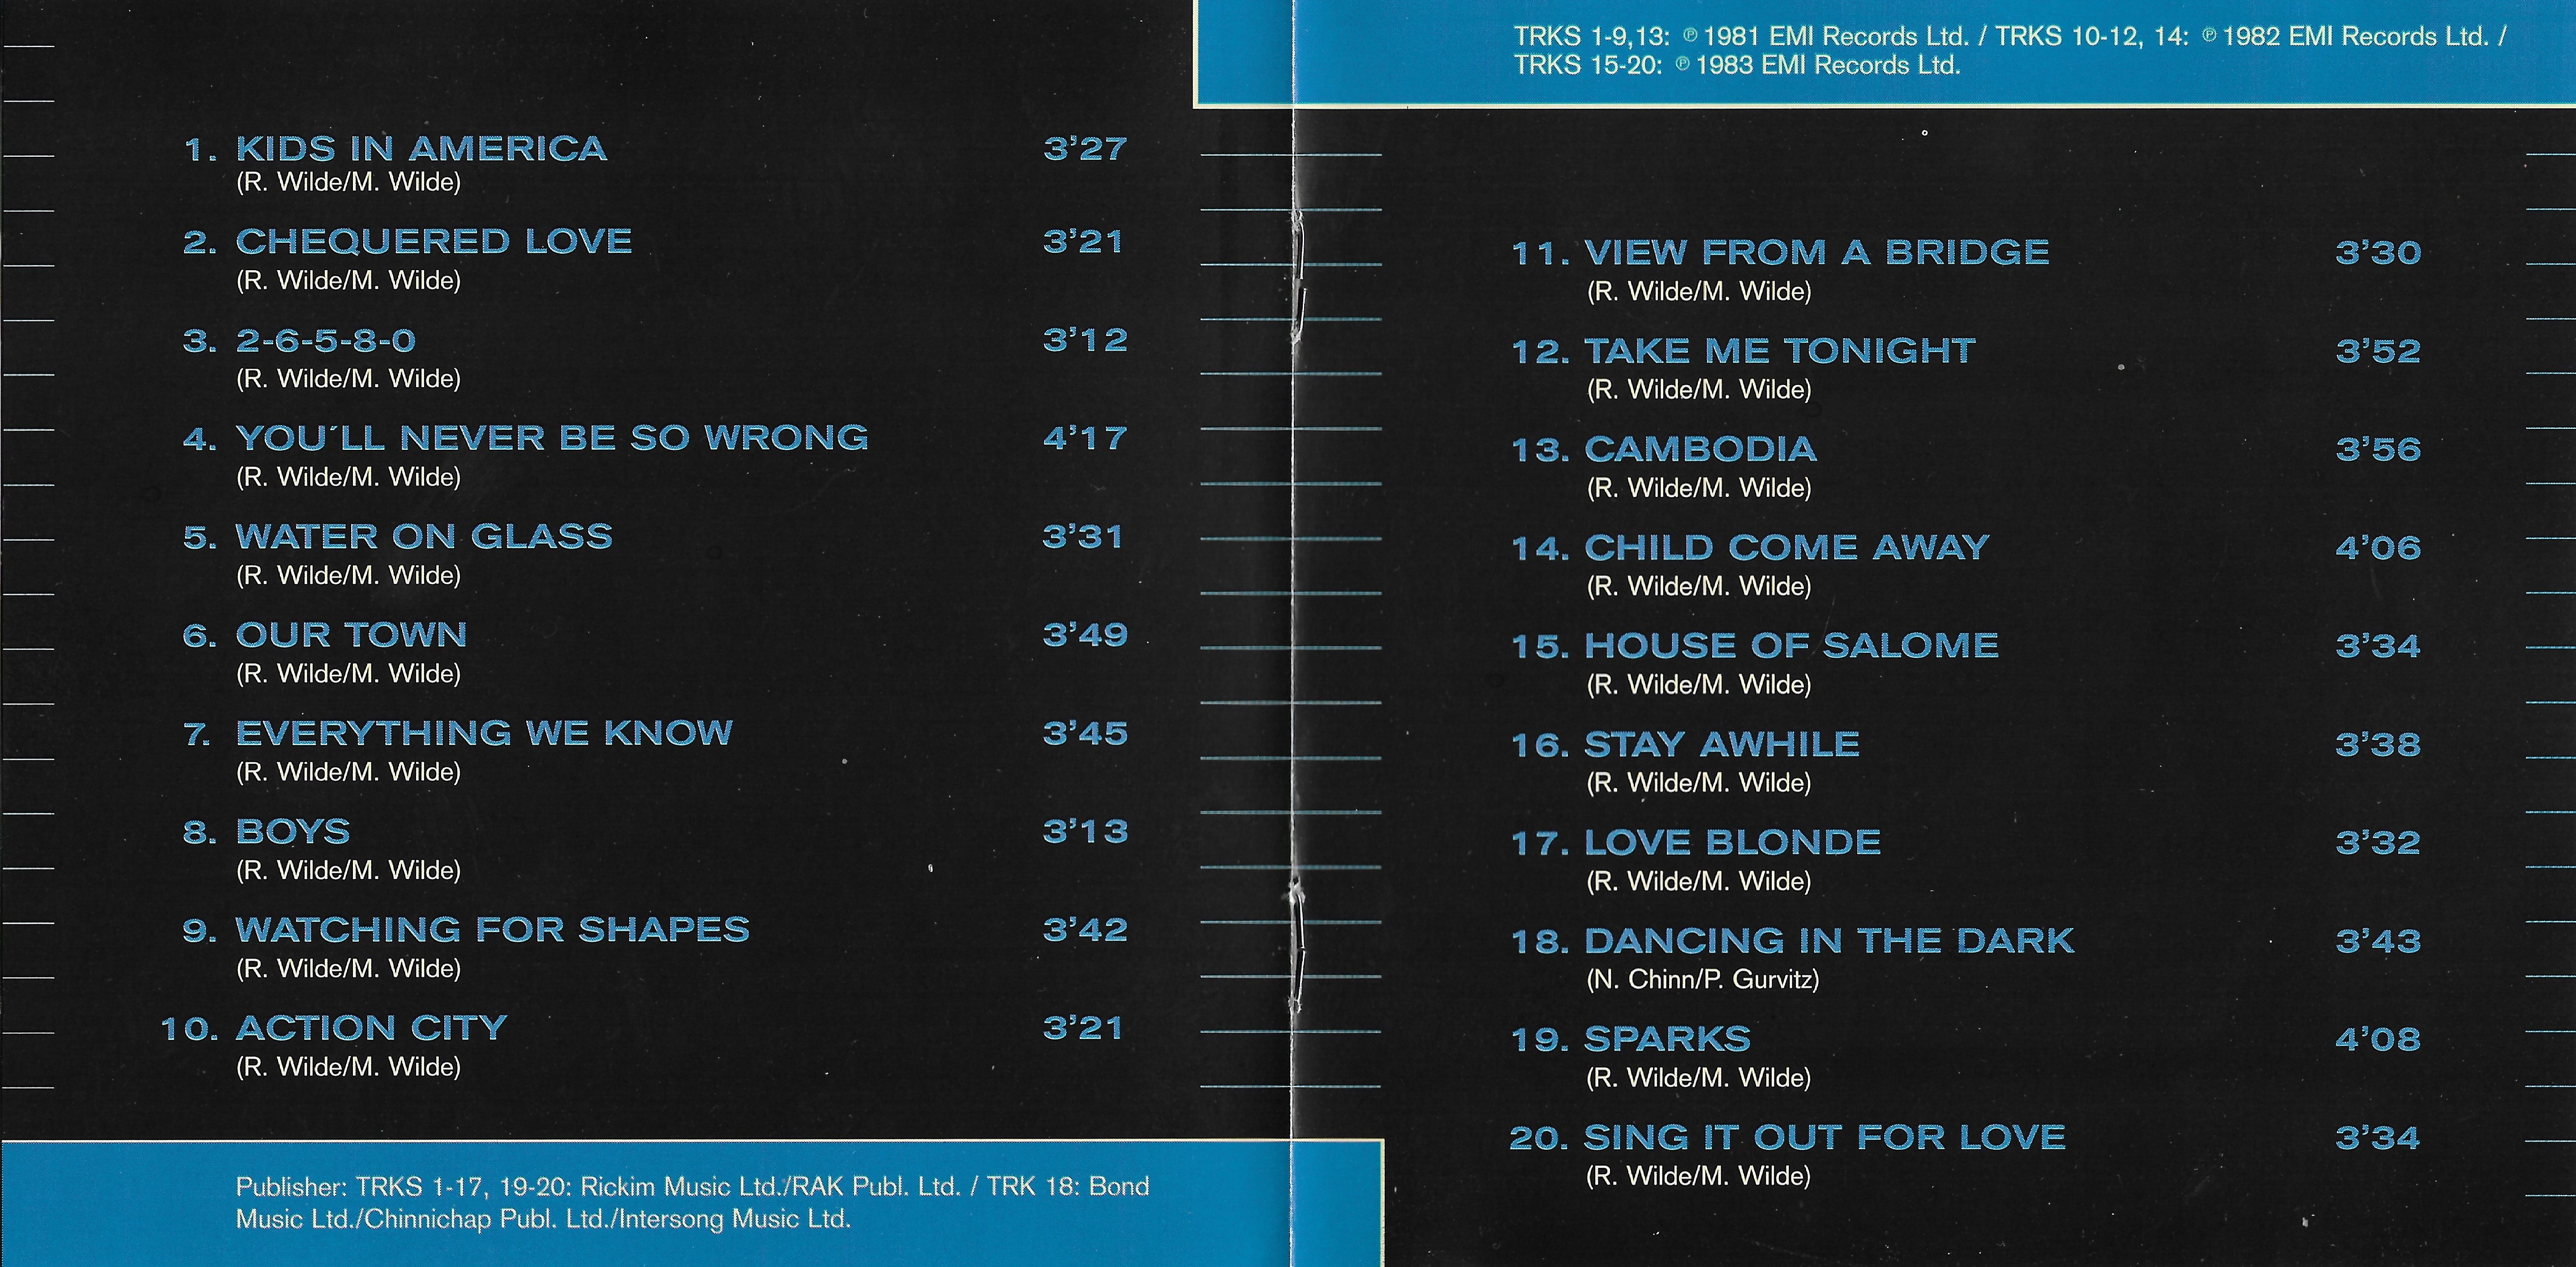 1. KIDS IN AMERICA 3’27
(R. Wilde/M. Wilde)
2. CHEQUERED LOVE 3’21
(R. Wilde/M. Wilde)
3. 2-6-5-8-0 3’12
(R. Wilde/M. Wilde)
4. YOU´LL NEVER BE SO WRONG 4’17
(R. Wilde/M. Wilde)
5. WATER ON GLASS 3’31
(R. Wilde/M. Wilde)
6. OUR TOWN 3’49
(R. Wilde/M. Wilde)
7. EVERYTHING WE KNOW 3’45
(R. Wilde/M. Wilde)
8. BOYS 3’13
(R. Wilde/M. Wilde)
9. WATCHING FOR SHAPES 3’42
(R. Wilde/M. Wilde)
10. ACTION CITY 3’21
(R. Wilde/M. Wilde)
Publisher: TRKS 1-17, 19-20: Rickim Music Ltd./RAK Publ. Ltd. / TRK 18: Bond
Music Ltd./Chinnichap Publ. Ltd./Intersong Music Ltd.
TRKS 1-9,13: ℗ 1981 EMI Records Ltd. / TRKS 10-12, 14: ℗ 1982 EMI Records Ltd. /
TRKS 15-20: ℗ 1983 EMI Records Ltd.
11. VIEW FROM A BRIDGE 3’30
(R. Wilde/M. Wilde)
12. TAKE ME TONIGHT 3’52
(R. Wilde/M. Wilde)
13. CAMBODIA 3’56
(R. Wilde/M. Wilde)
14. CHILD COME AWAY 4’06
(R. Wilde/M. Wilde)
15. HOUSE OF SALOME 3’34
(R. Wilde/M. Wilde)
16. STAY AWHILE 3’38
(R. Wilde/M. Wilde)
17. LOVE BLONDE 3’32
(R. Wilde/M. Wilde)
18. DANCING IN THE DARK 3’43
(N. Chinn/P. Gurvitz)
19. SPARKS 4’08
(R. Wilde/M. Wilde)
20. SING IT OUT FOR LOVE 3’34
(R. Wilde/M. Wilde)